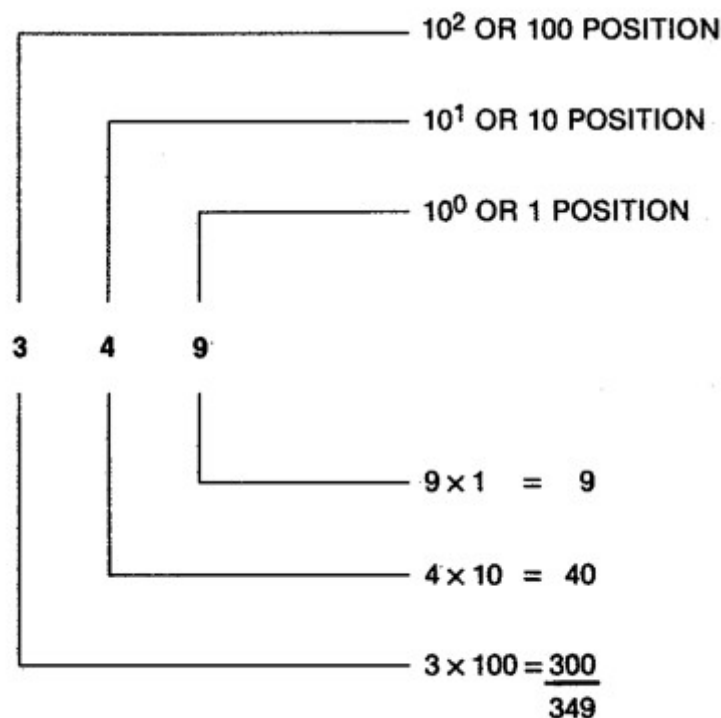 10² OR 100 POSITION
10¹ OR 10 POSITION
10⁰ OR 1 POSITION
3 4 9
9 × 1 = 9
4 × 10 = 40
3 × 100 = 300
349